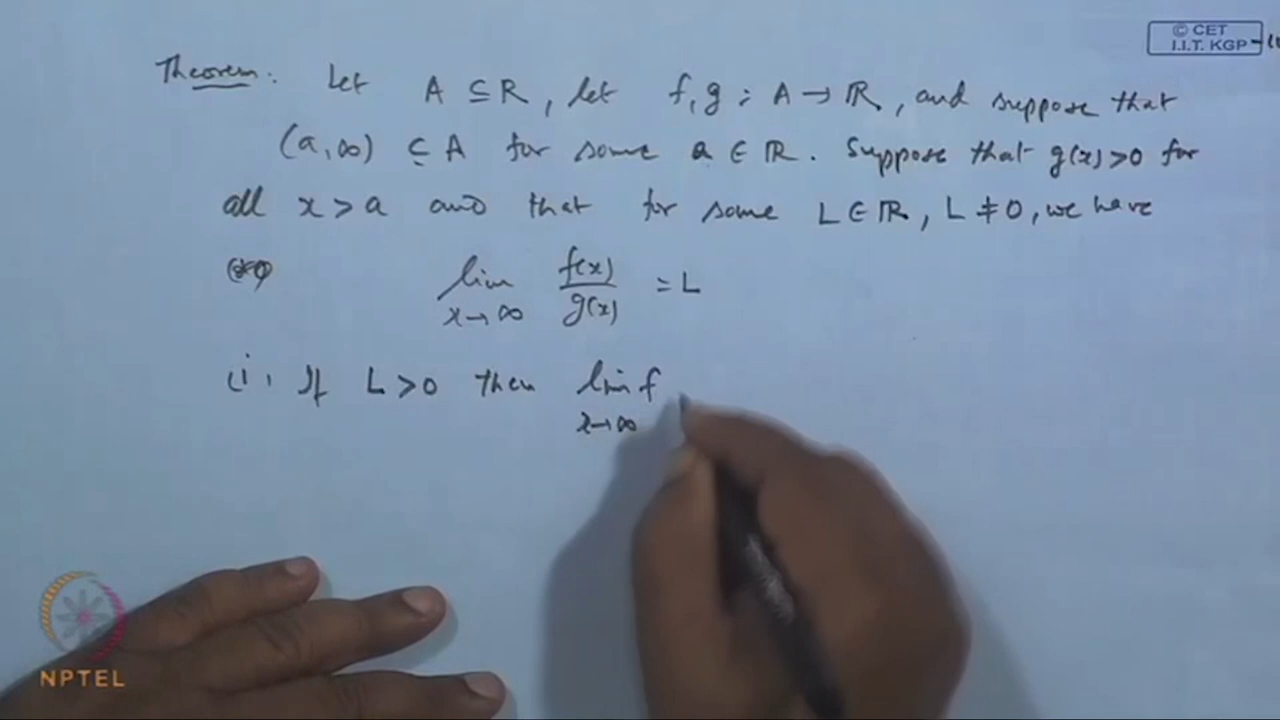 © CET
I.I.T. KGP
Theorem: Let A ⊆ R, let f,g : A → R, and suppose that
(a,∞) ⊆ A for some a ∈ R. Suppose that g(x)>0 for
all x>a and that for some L∈R, L≠0, we have
lim x→∞ f(x)/g(x) = L
(i) If L>0 then lim x→∞ f
NPTEL